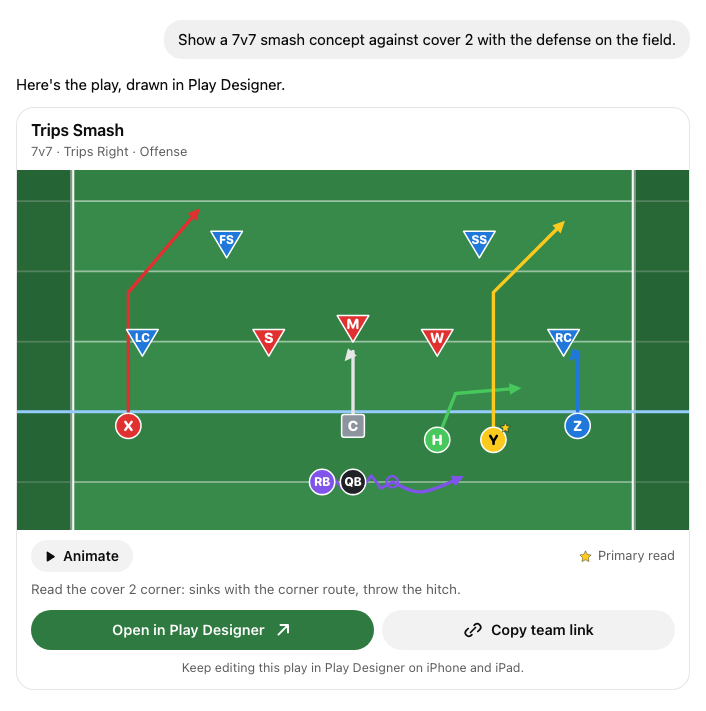 Show a 7v7 smash concept against cover 2 with the defense on the field.
Here's the play, drawn in Play Designer.
Trips Smash
7v7 · Trips Right · Offense
FS
SS
LC
S
M
W
RC
X
C
H
Y
Z
RB
QB
Animate
Primary read
Read the cover 2 corner: sinks with the corner route, throw the hitch.
Open in Play Designer
Copy team link
Keep editing this play in Play Designer on iPhone and iPad.